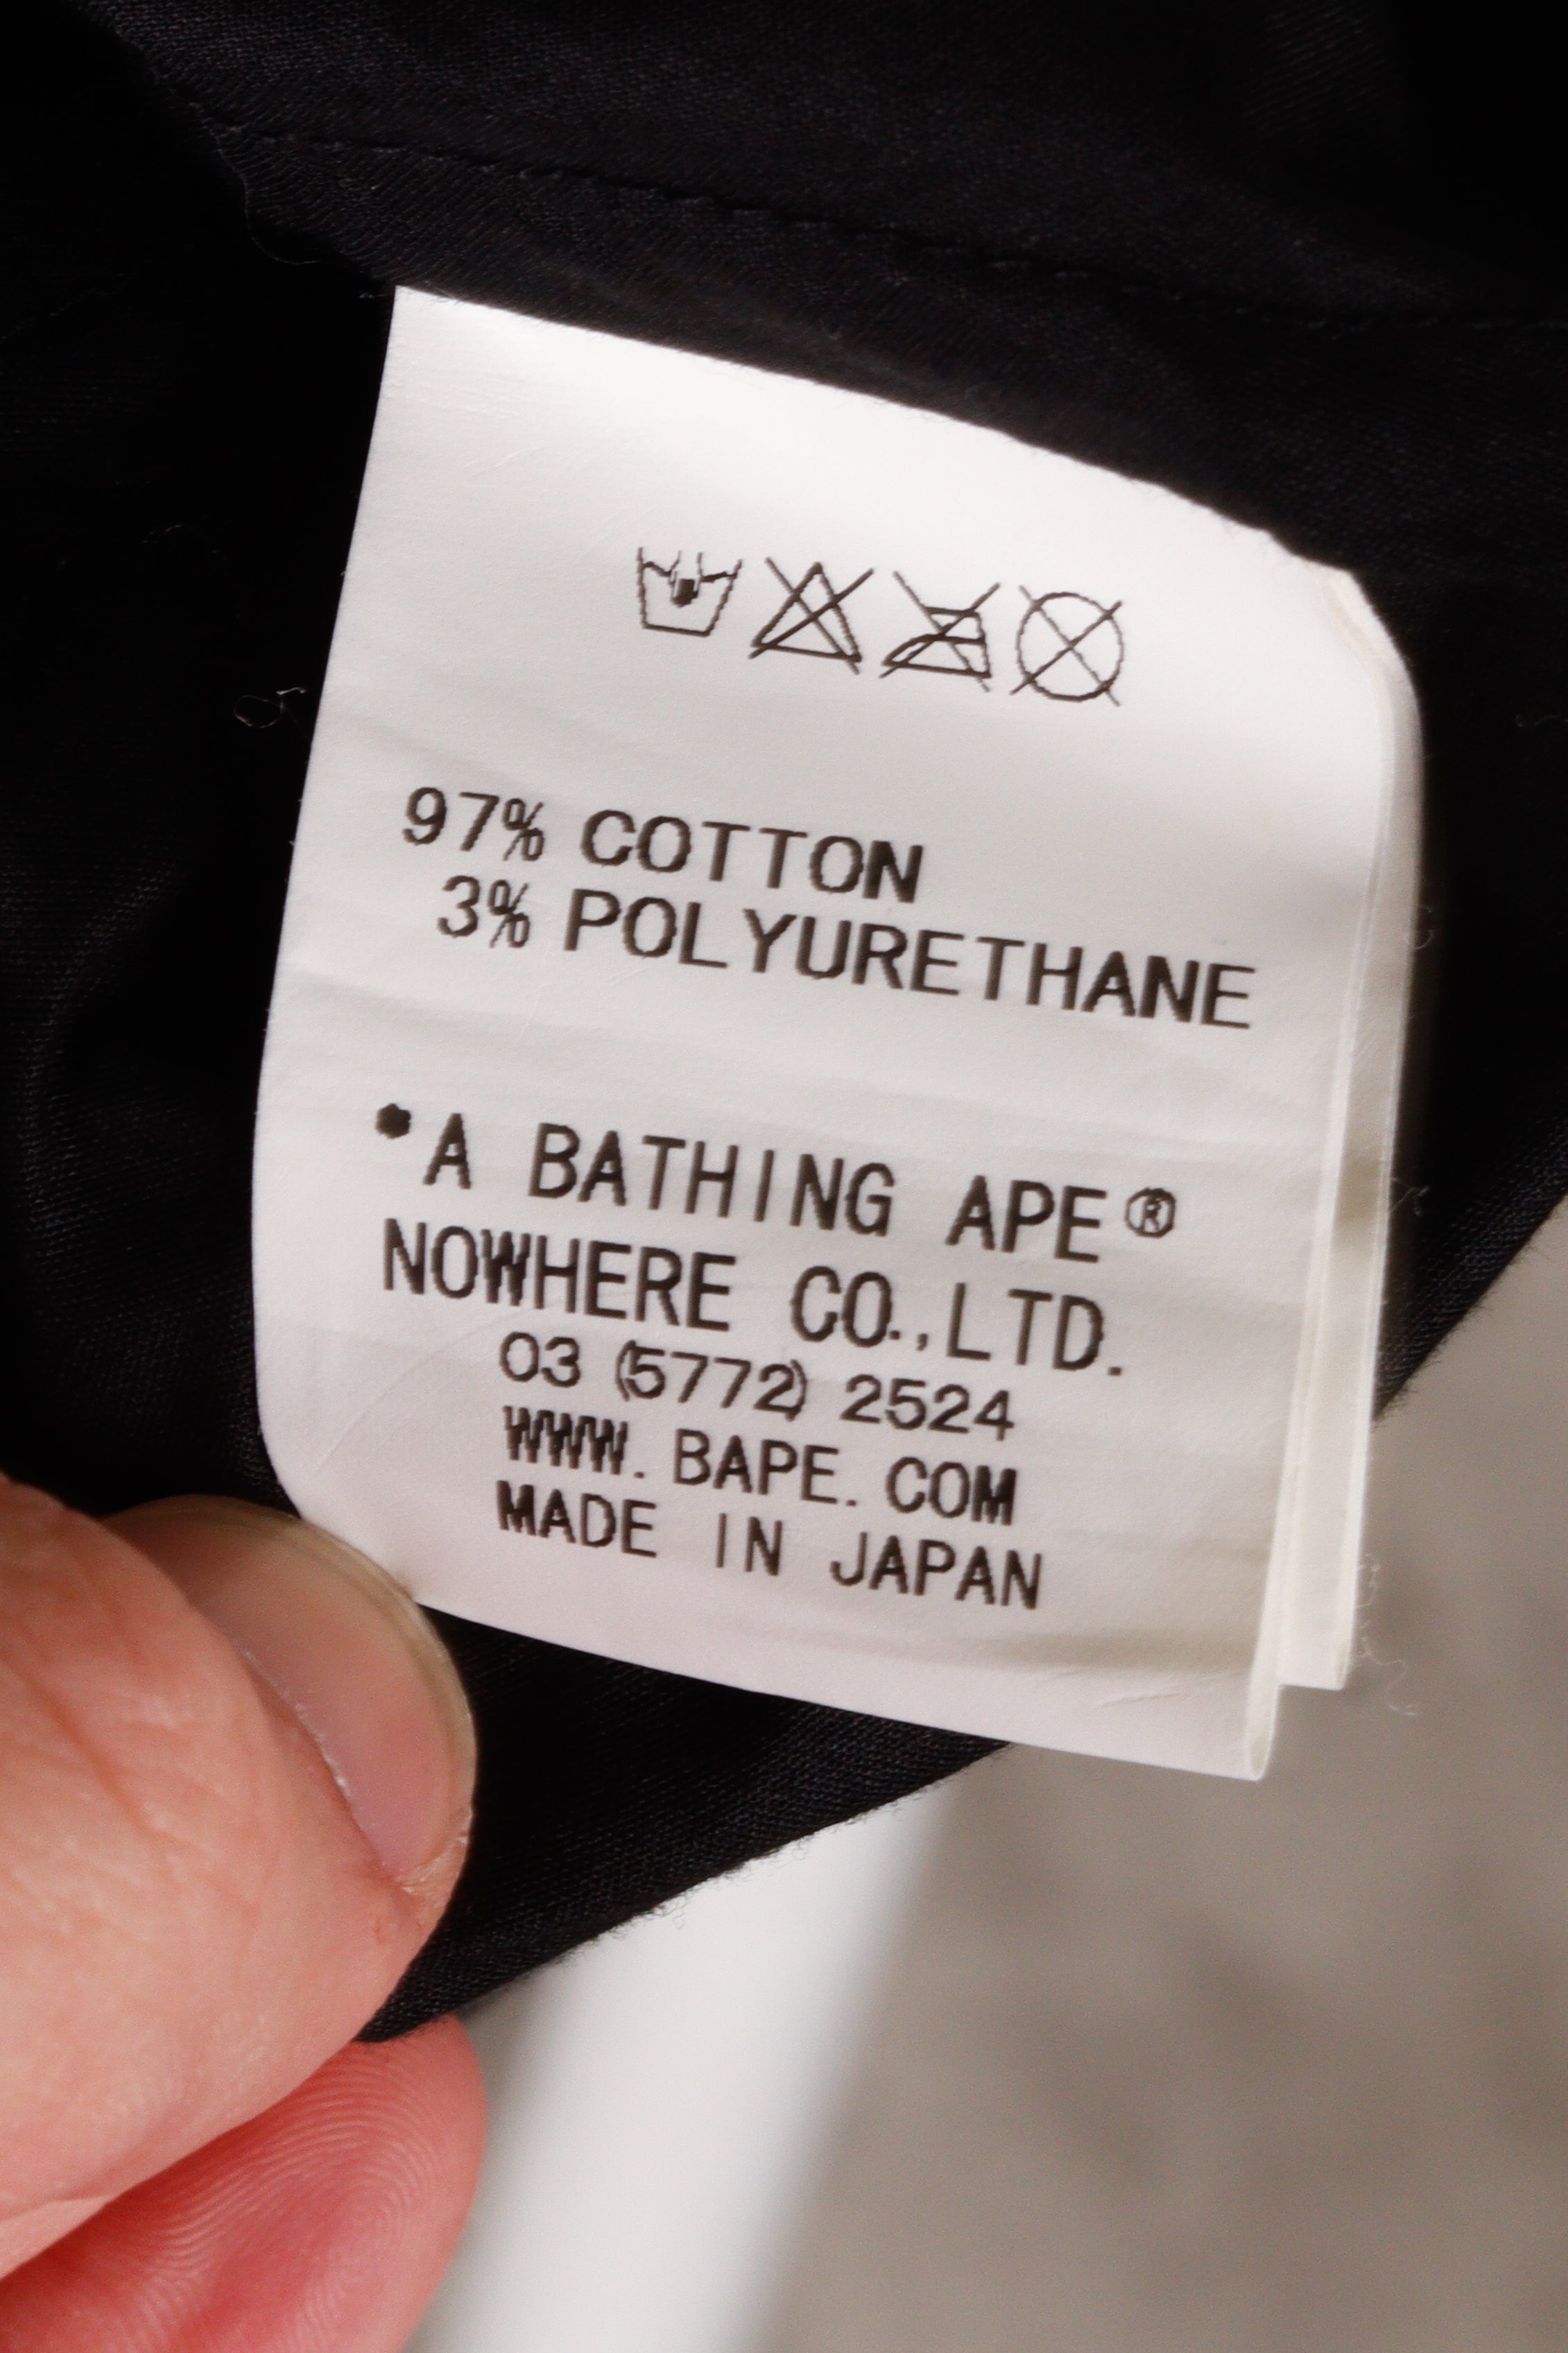 97% COTTON
3% POLYURETHANE
•A BATHING APE®
NOWHERE CO.,LTD.
03 (5772) 2524
WWW.BAPE.COM
MADE IN JAPAN